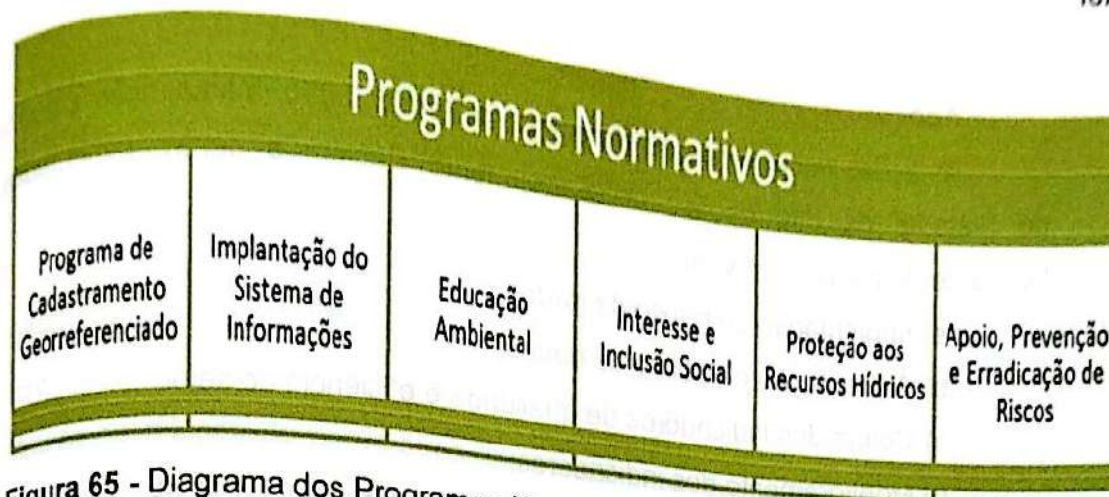 Programas Normativos
Programa de
Cadastramento
Georreferenciado
Implantação do
Sistema de
Informações
Educação
Ambiental
Interesse e
Inclusão Social
Proteção aos
Recursos Hídricos
Apoio, Prevenção
e Erradicação de
Riscos
Figura 65 - Diagrama dos Programas